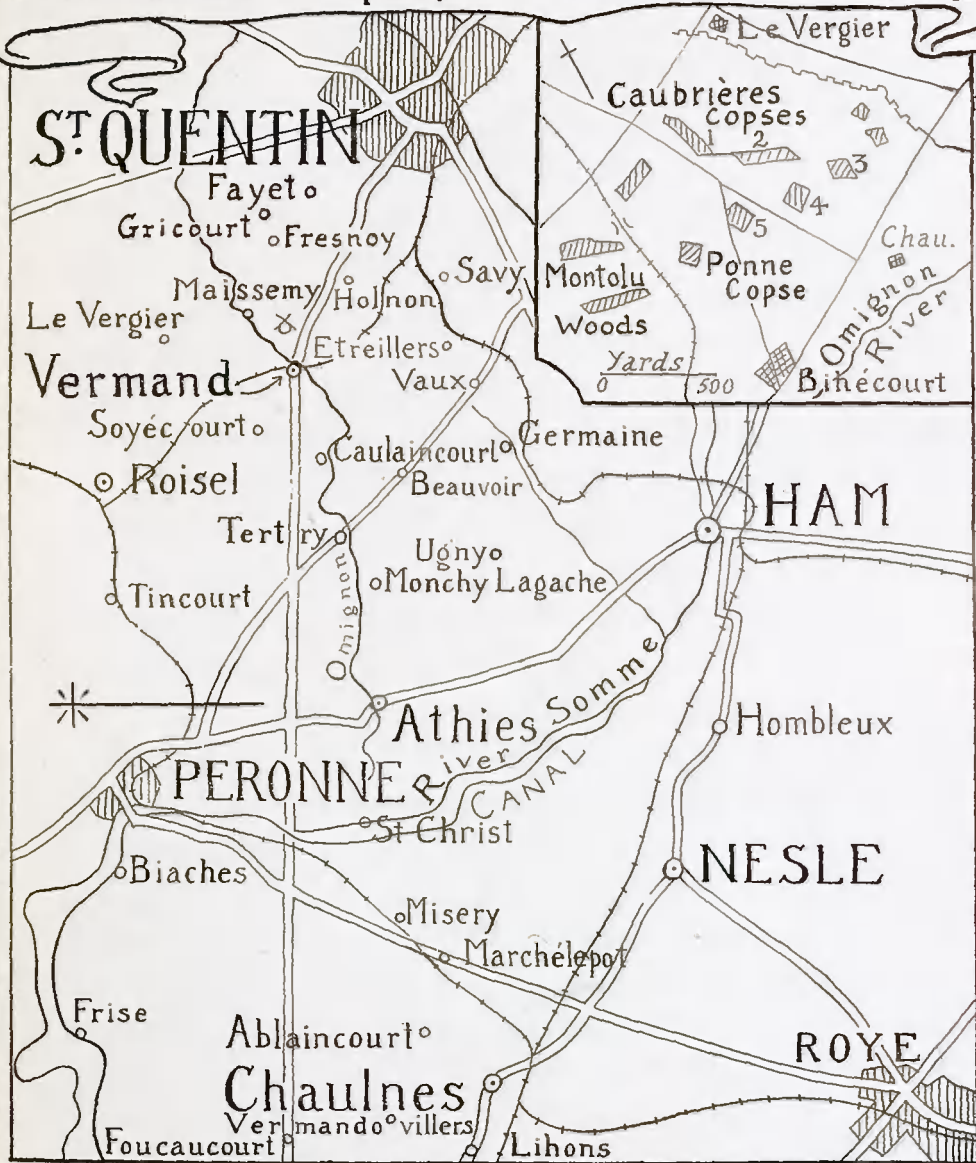 ST. QUENTIN
Fayet
Gricourt
Fresnoy
Maissemy
Holnon
Savy
Le Vergier
Etreillers
Vermand
Vaux
Soyécourt
Caulaincourt
Germaine
Roisel
Beauvoir
HAM
Tertry
Ugny
Monchy Lagache
Tincourt
Omignon
Athies
River Somme
CANAL
Hombleux
PERONNE
St Christ
Biaches
NESLE
Misery
Marchélepot
Frise
Ablaincourt
ROYE
Chaulnes
Vermandovillers
Foucaucourt
Lihons
Le Vergier
Caubrières
Copses
1
2
3
4
5
Chau.
Montolu
Woods
Ponne
Copse
Omignon
River
Yards
0 500
Bihécourt